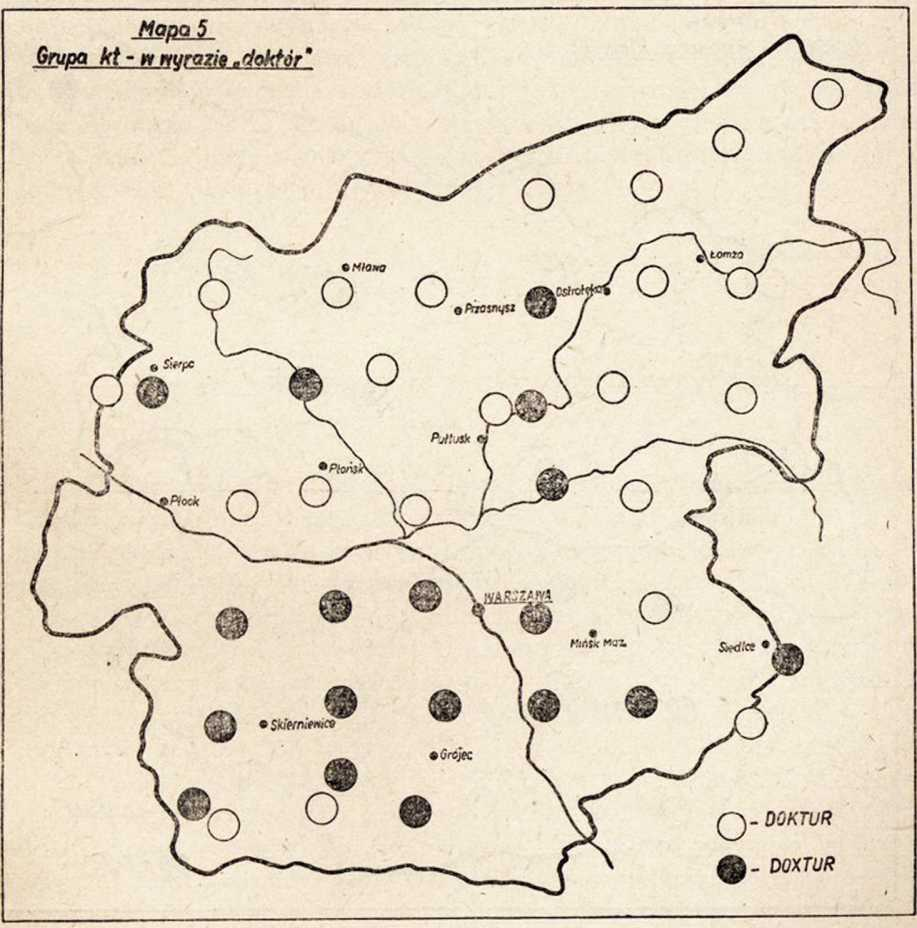 Mapa 5
Grupa kt - w wyrazie „doktór"
Łomża
Mława
Ostrołęka
Przasnysz
Sierpc
Pułtusk
Płońsk
Płock
WARSZAWA
Mińsk Maz.
Siedlce
Skierniewice
Grójec
- DOKTUR
- DOXTUR